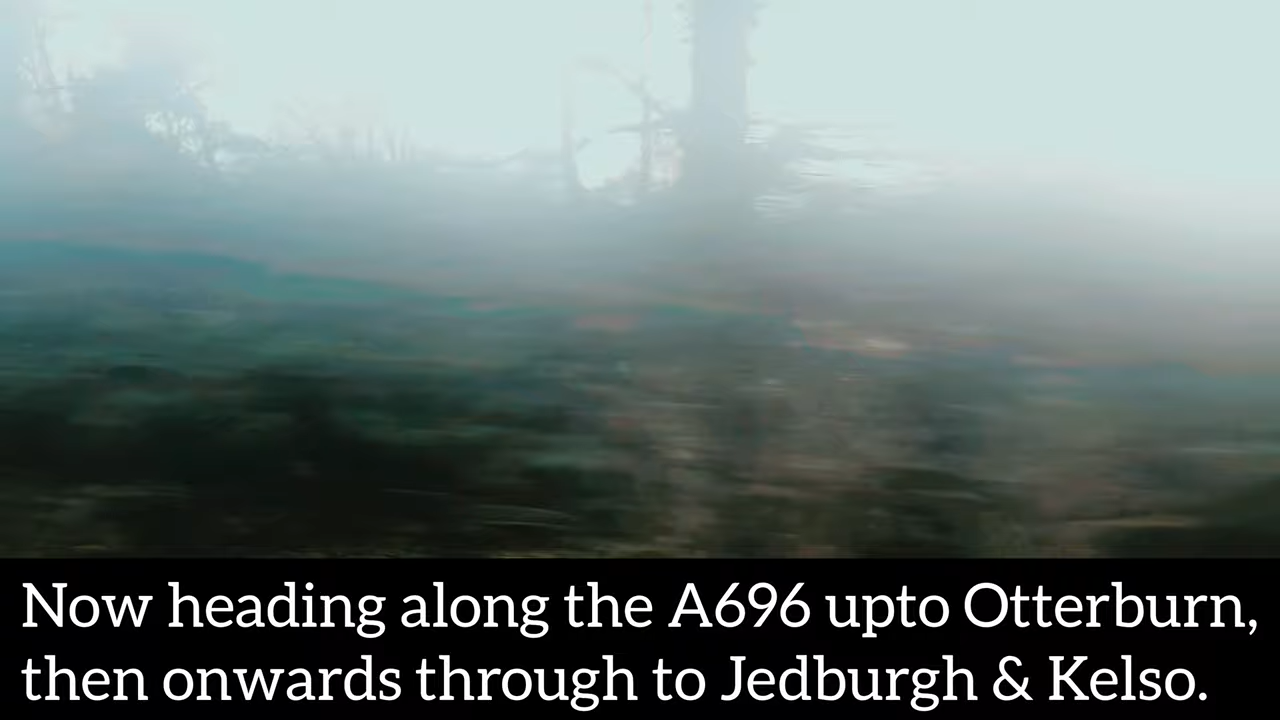 Now heading along the A696 upto Otterburn,
then onwards through to Jedburgh & Kelso.